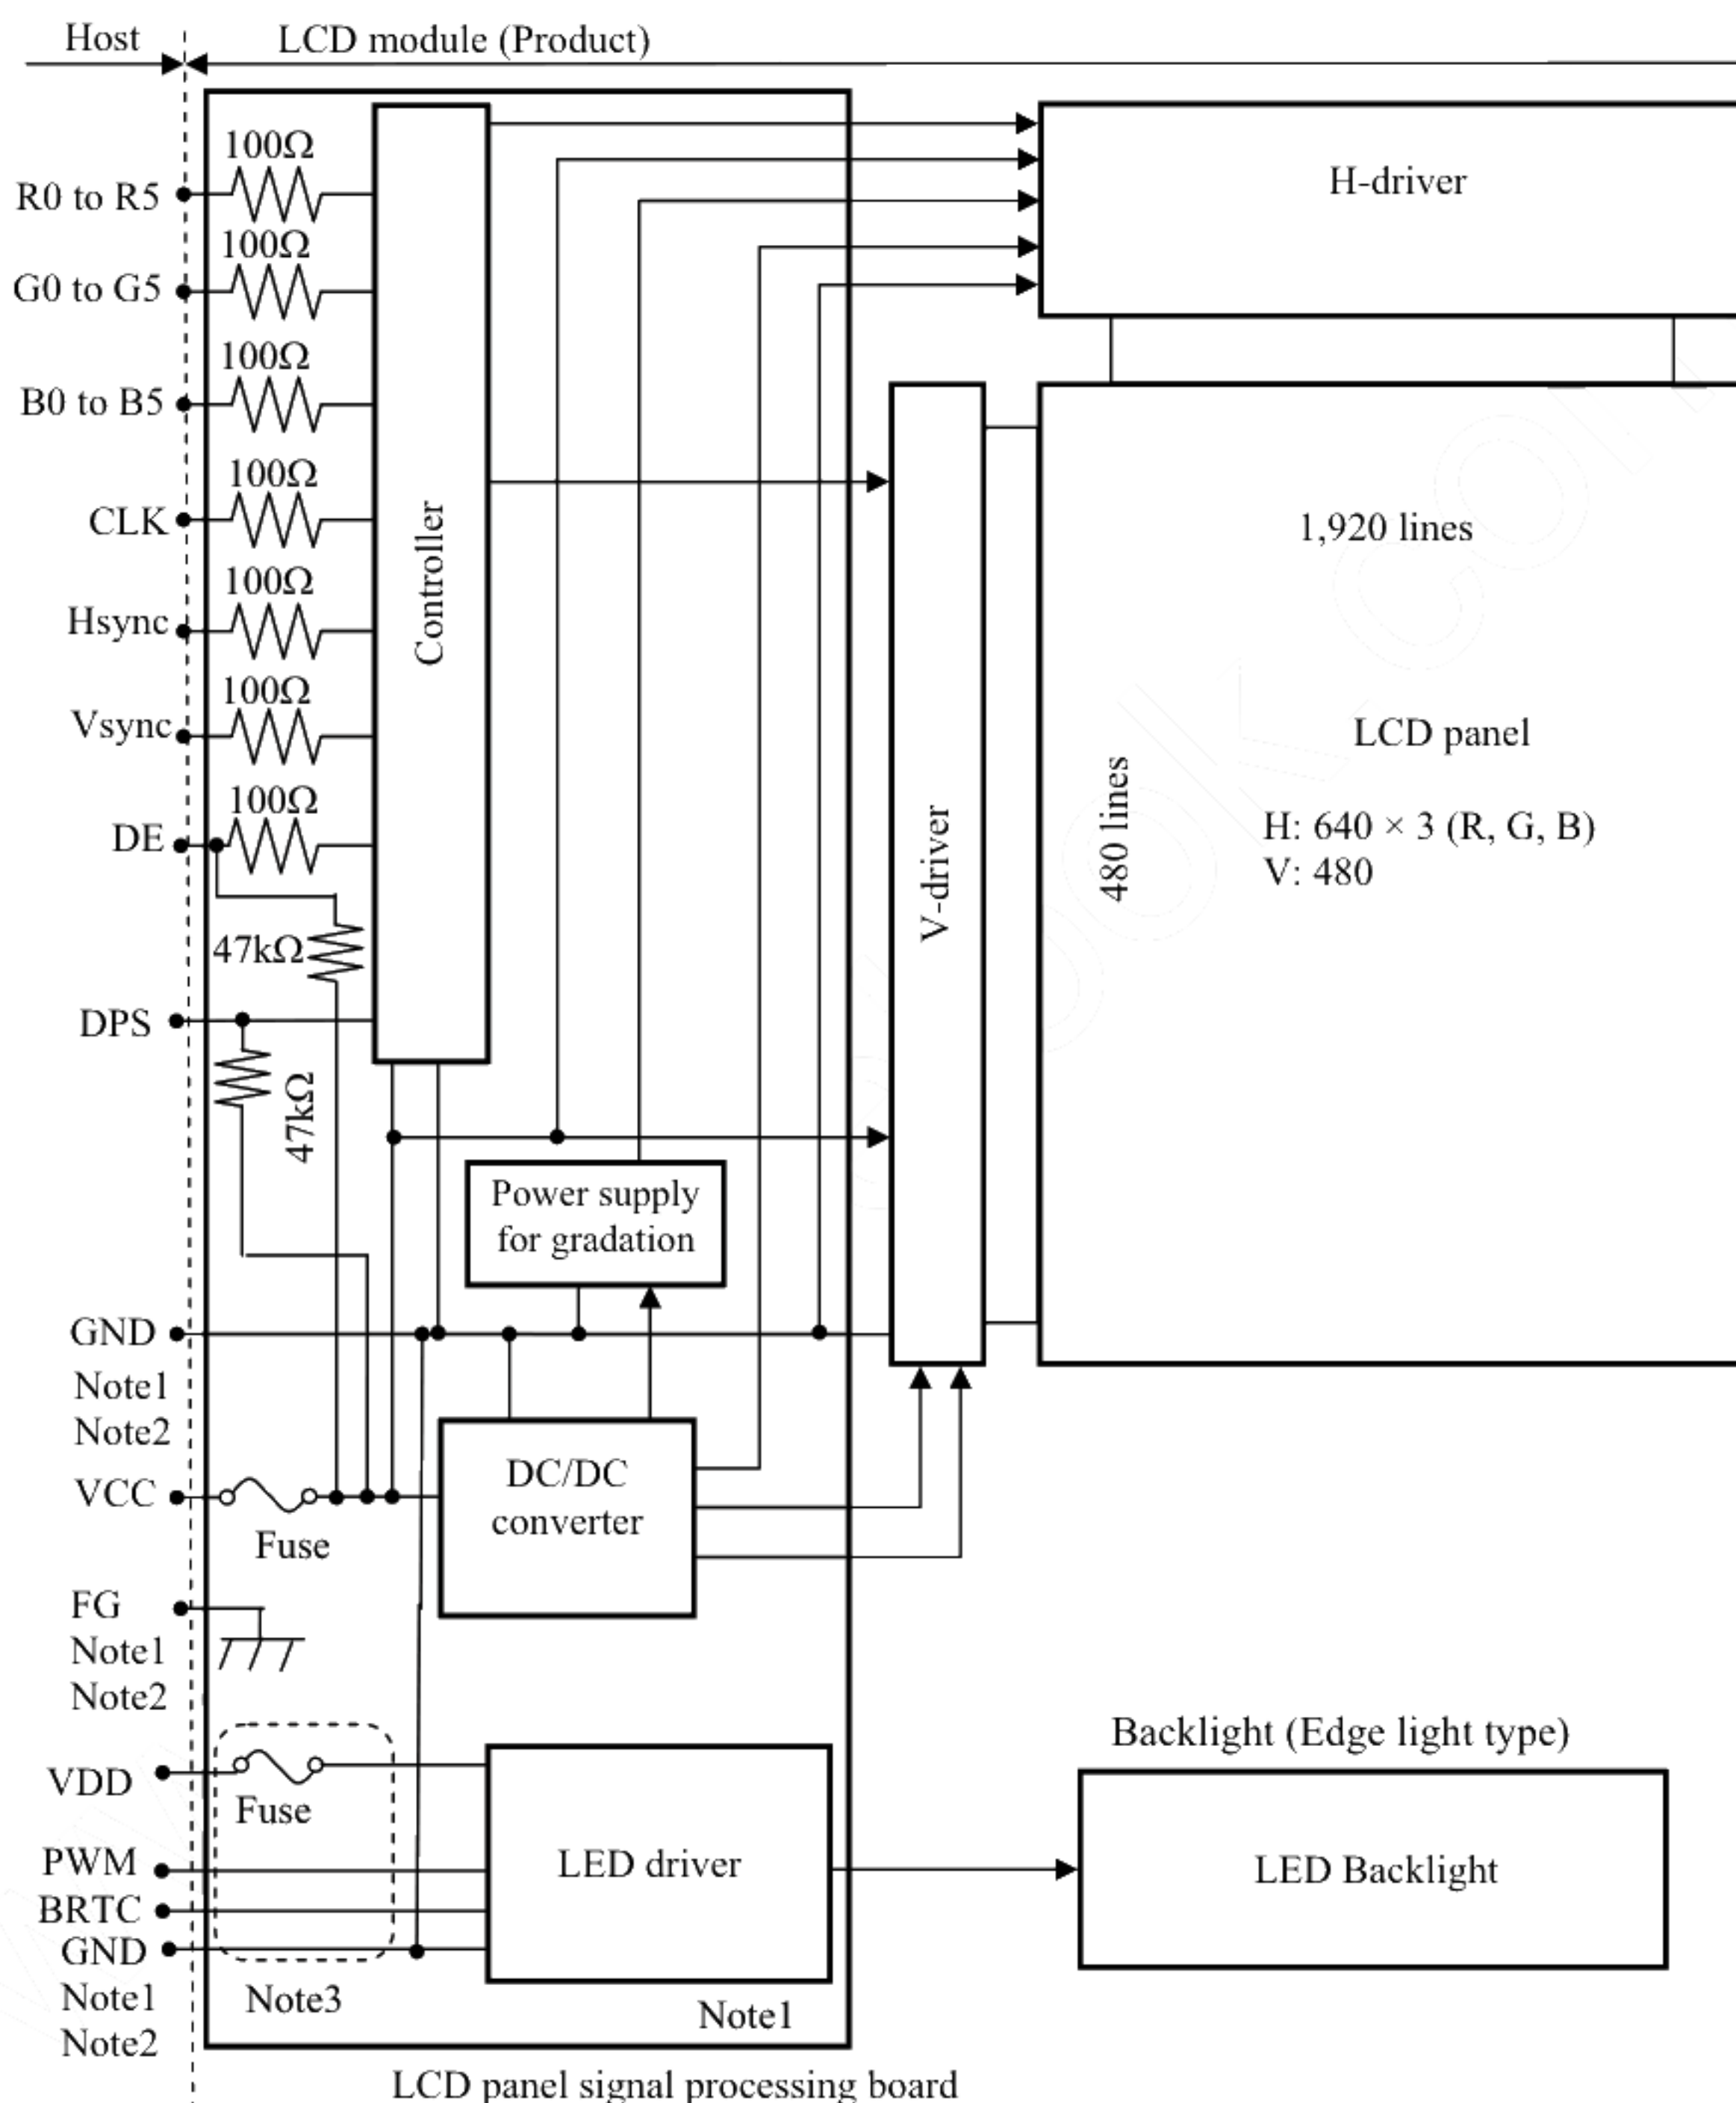 Host
LCD module (Product)
100Ω
R0 to R5
100Ω
G0 to G5
100Ω
B0 to B5
100Ω
CLK
100Ω
Hsync
100Ω
Vsync
100Ω
DE
47kΩ
DPS
47kΩ
Controller
H-driver
V-driver
1,920 lines
480 lines
LCD panel
H: 640 × 3 (R, G, B)
V: 480
Power supply
for gradation
GND
Note1
Note2
VCC
Fuse
DC/DC
converter
FG
Note1
Note2
VDD
Fuse
PWM
BRTC
GND
Note1
Note2
Note3
LED driver
Note1
Backlight (Edge light type)
LED Backlight
LCD panel signal processing board